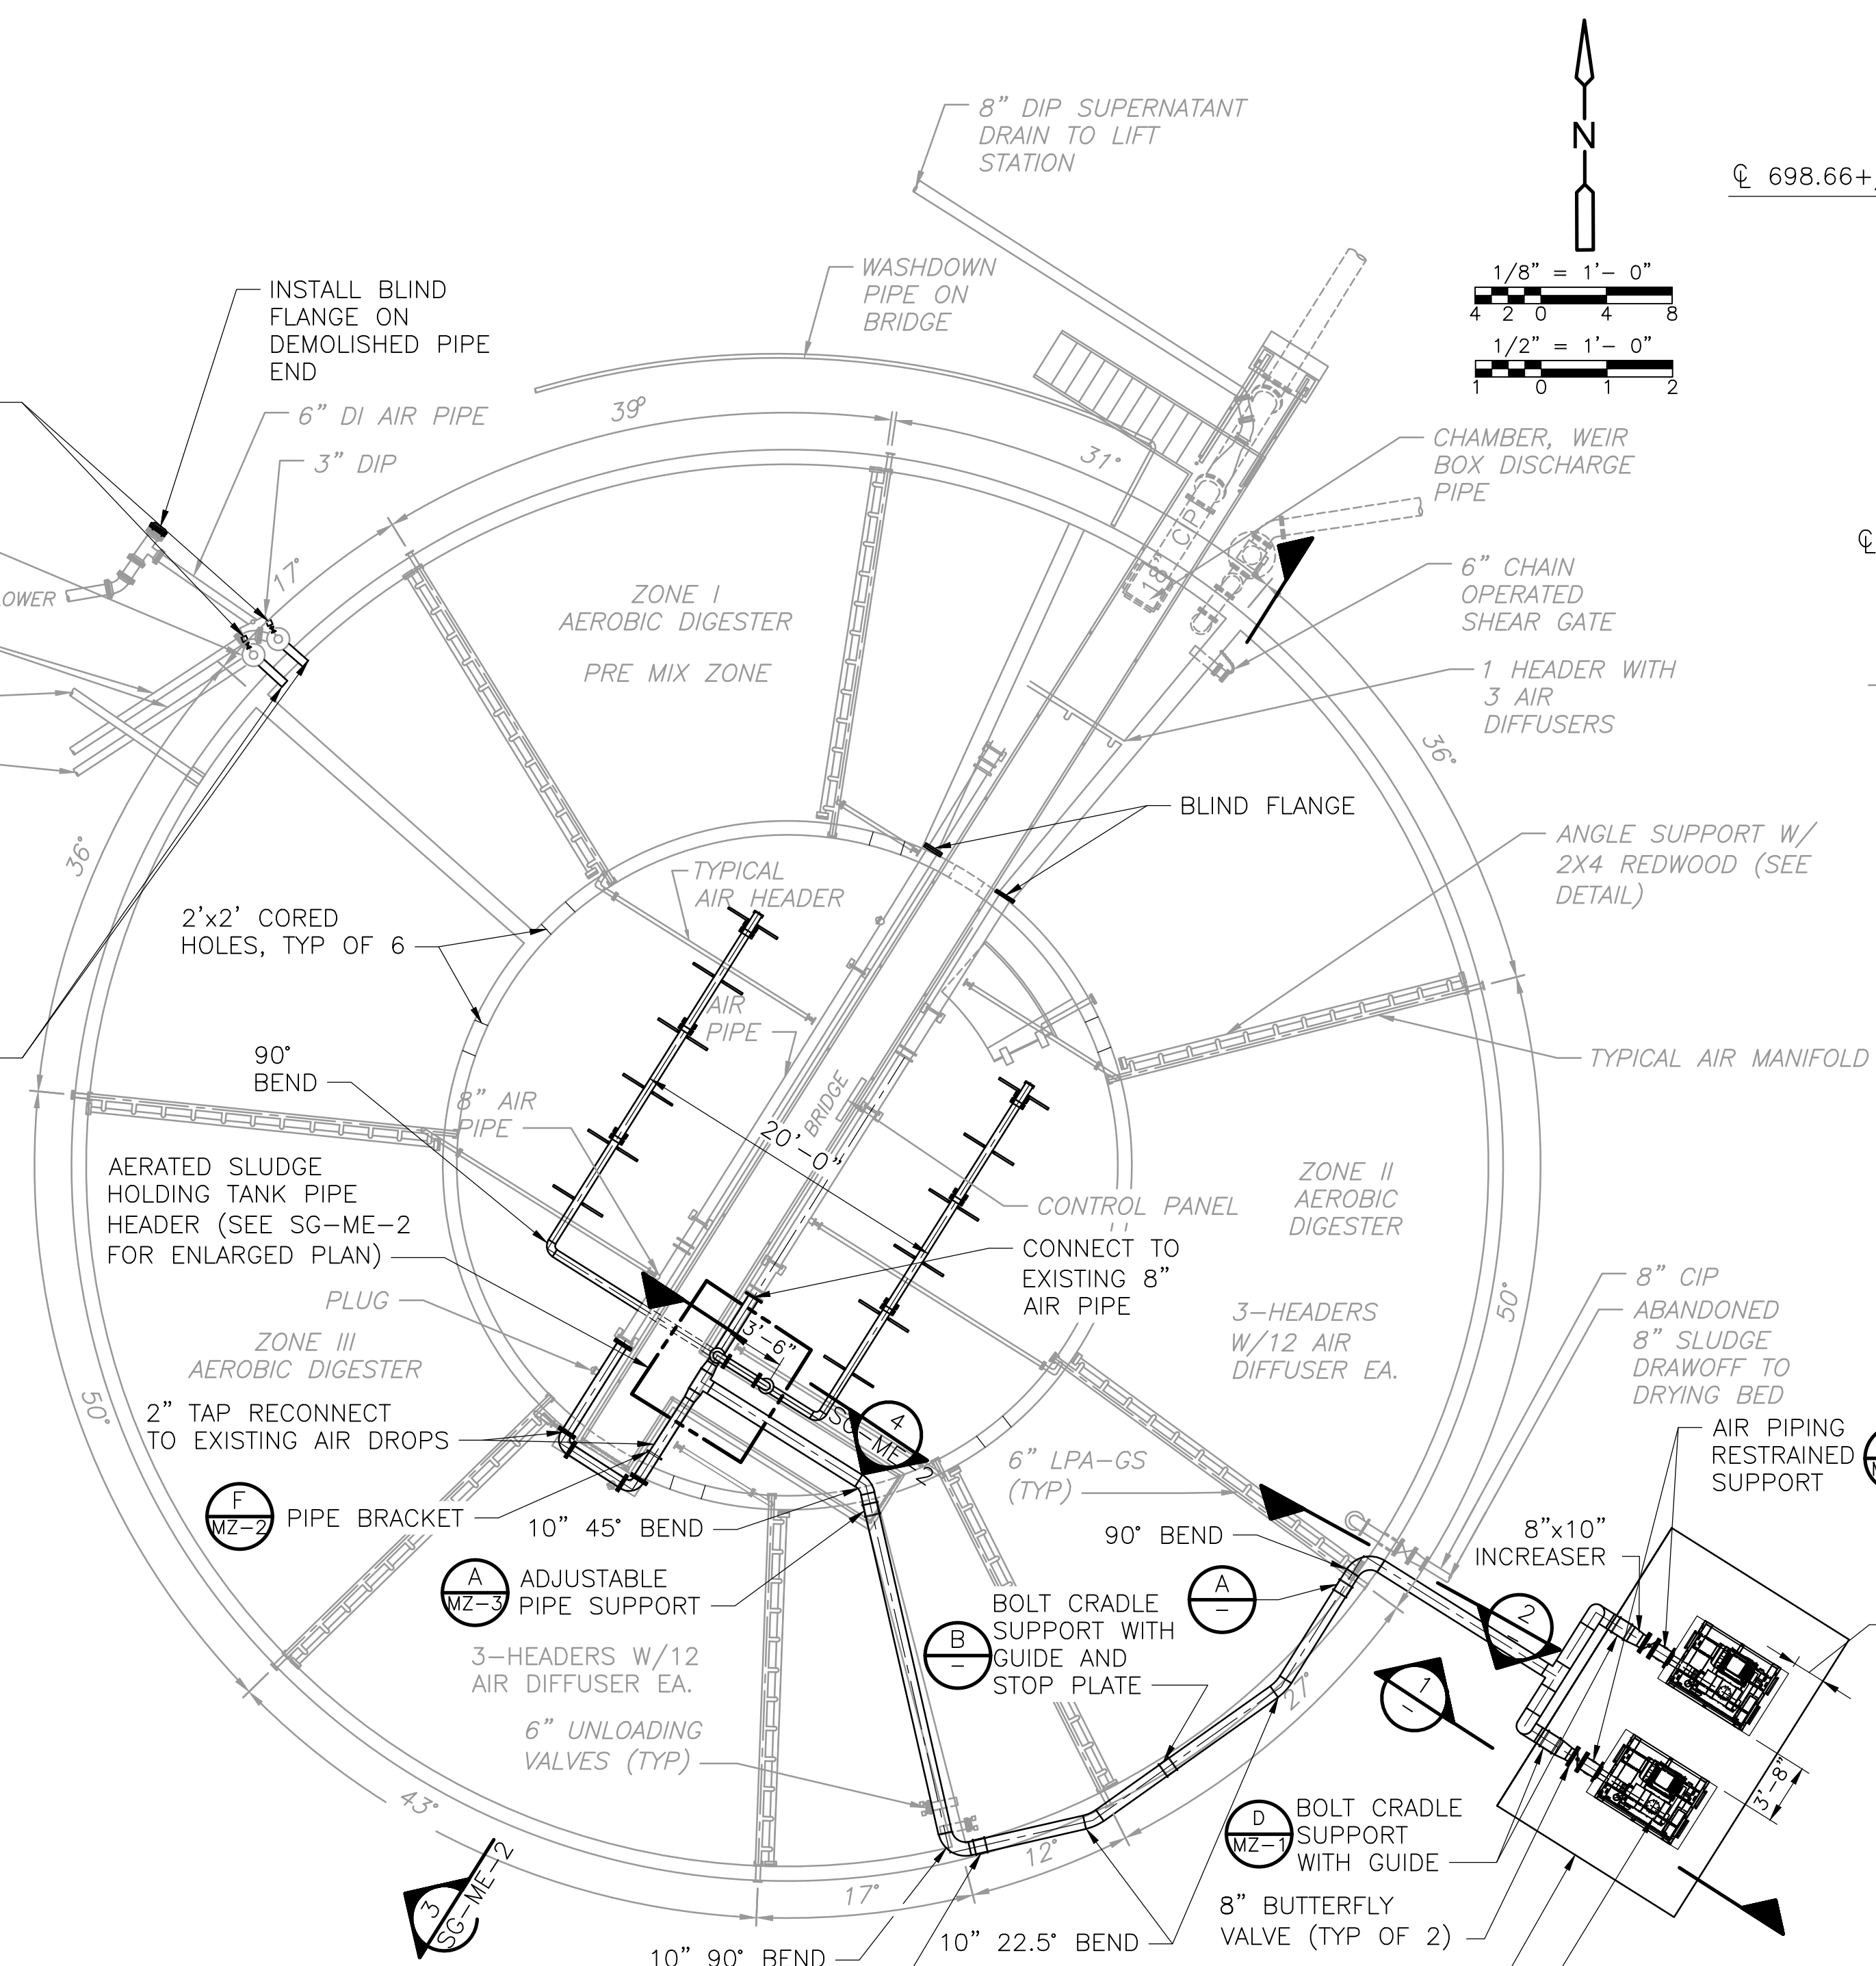 8” DIP SUPERNATANT
DRAIN TO LIFT
STATION
N
℄ 698.66+
1/8” = 1’- 0”
4 2 0 4 8
1/2” = 1’- 0”
1 0 1 2
WASHDOWN
PIPE ON
BRIDGE
INSTALL BLIND
FLANGE ON
DEMOLISHED PIPE
END
6” DI AIR PIPE
3” DIP
39°
31°
17°
CHAMBER, WEIR
BOX DISCHARGE
PIPE
18” CIP
℄
6” CHAIN
OPERATED
SHEAR GATE
OWER
ZONE I
AEROBIC DIGESTER
PRE MIX ZONE
1 HEADER WITH
3 AIR
DIFFUSERS
36°
BLIND FLANGE
36°
ANGLE SUPPORT W/
2X4 REDWOOD (SEE
DETAIL)
TYPICAL
AIR HEADER
2’x2’ CORED
HOLES, TYP OF 6
AIR
PIPE
TYPICAL AIR MANIFOLD
90°
BEND
8” AIR
PIPE
BRIDGE
20’-0”
AERATED SLUDGE
HOLDING TANK PIPE
HEADER (SEE SG-ME-2
FOR ENLARGED PLAN)
ZONE II
AEROBIC
DIGESTER
CONTROL PANEL
CONNECT TO
EXISTING 8”
AIR PIPE
PLUG
ZONE III
AEROBIC DIGESTER
3’-6”
3-HEADERS
W/12 AIR
DIFFUSER EA.
50°
8” CIP
ABANDONED
8” SLUDGE
DRAWOFF TO
DRYING BED
50°
2” TAP RECONNECT
TO EXISTING AIR DROPS
4
SG-ME-2
AIR PIPING
RESTRAINED
SUPPORT
6” LPA-GS
(TYP)
F
MZ-2
PIPE BRACKET
10” 45° BEND
90° BEND
8”x10”
INCREASER
A
MZ-3
ADJUSTABLE
PIPE SUPPORT
A
-
B
-
BOLT CRADLE
SUPPORT WITH
GUIDE AND
STOP PLATE
2
-
3-HEADERS W/12
AIR DIFFUSER EA.
27°
1
-
6” UNLOADING
VALVES (TYP)
3’-8”
43°
D
MZ-1
BOLT CRADLE
SUPPORT
WITH GUIDE
12°
17°
3
SG-ME-2
8” BUTTERFLY
VALVE (TYP OF 2)
10” 22.5° BEND
10” 90° BEND